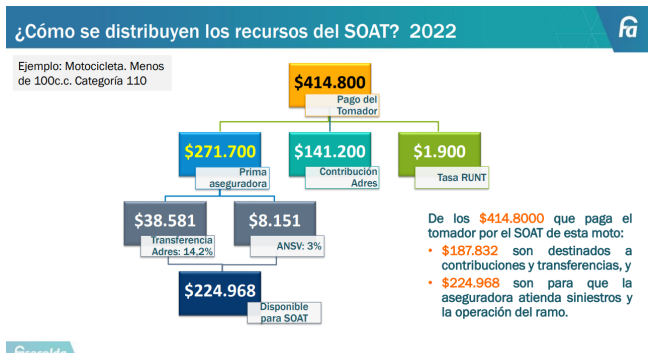 ¿Cómo se distribuyen los recursos del SOAT? 2022
Ejemplo: Motocicleta. Menos
de 100c.c. Categoría 110
$414.800
Pago del
Tomador
$271.700
Prima
aseguradora
$141.200
Contribución
Adres
$1.900
Tasa RUNT
$38.581
Transferencia
Adres: 14,2%
$8.151
ANSV: 3%
$224.968
Disponible
para SOAT
De los $414.8000 que paga el
tomador por el SOAT de esta moto:
• $187.832 son destinados a
contribuciones y transferencias, y
• $224.968 son para que la
aseguradora atienda siniestros y
la operación del ramo.